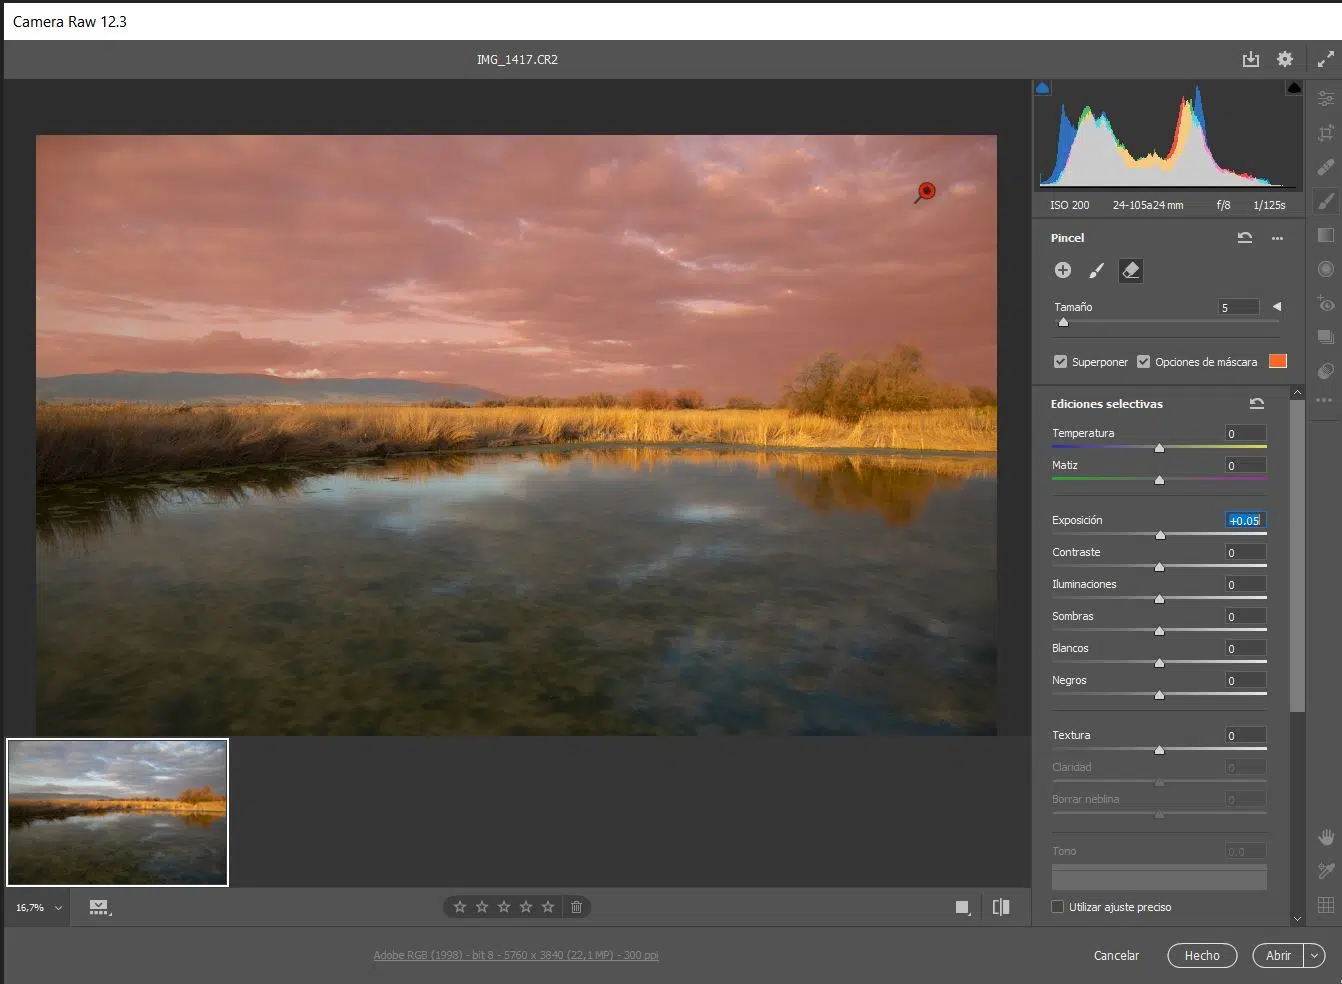 Camera Raw 12.3
IMG_1417.CR2
ISO 200 24-105a24 mm f/8 1/125s
Pincel
Tamaño 5
Superponer Opciones de máscara
Ediciones selectivas
Temperatura 0
Matiz 0
Exposición +0.05
Contraste 0
Iluminaciones 0
Sombras 0
Blancos 0
Negros 0
Textura 0
Claridad 0
Borrar neblina 0
Tono 0.0
Utilizar ajuste preciso
16,7%
Adobe RGB (1998) - bit 8 - 5760 x 3840 (22,1 MP) - 300 ppi
Cancelar Hecho Abrir